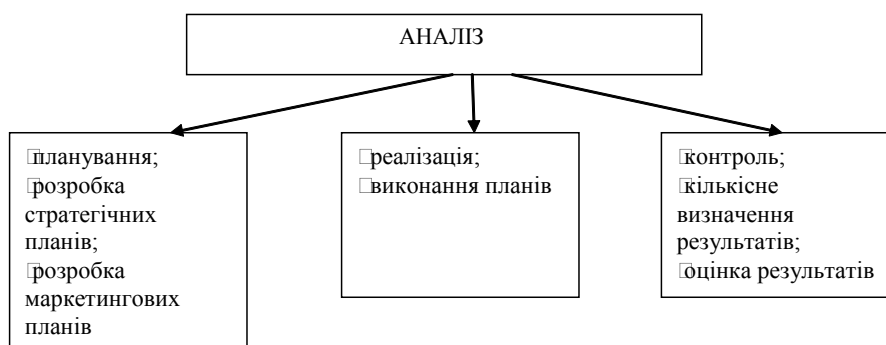 АНАЛІЗ
планування;
розробка
стратегічних
планів;
розробка
маркетингових
планів
реалізація;
виконання планів
контроль;
кількісне
визначення
результатів;
оцінка результатів